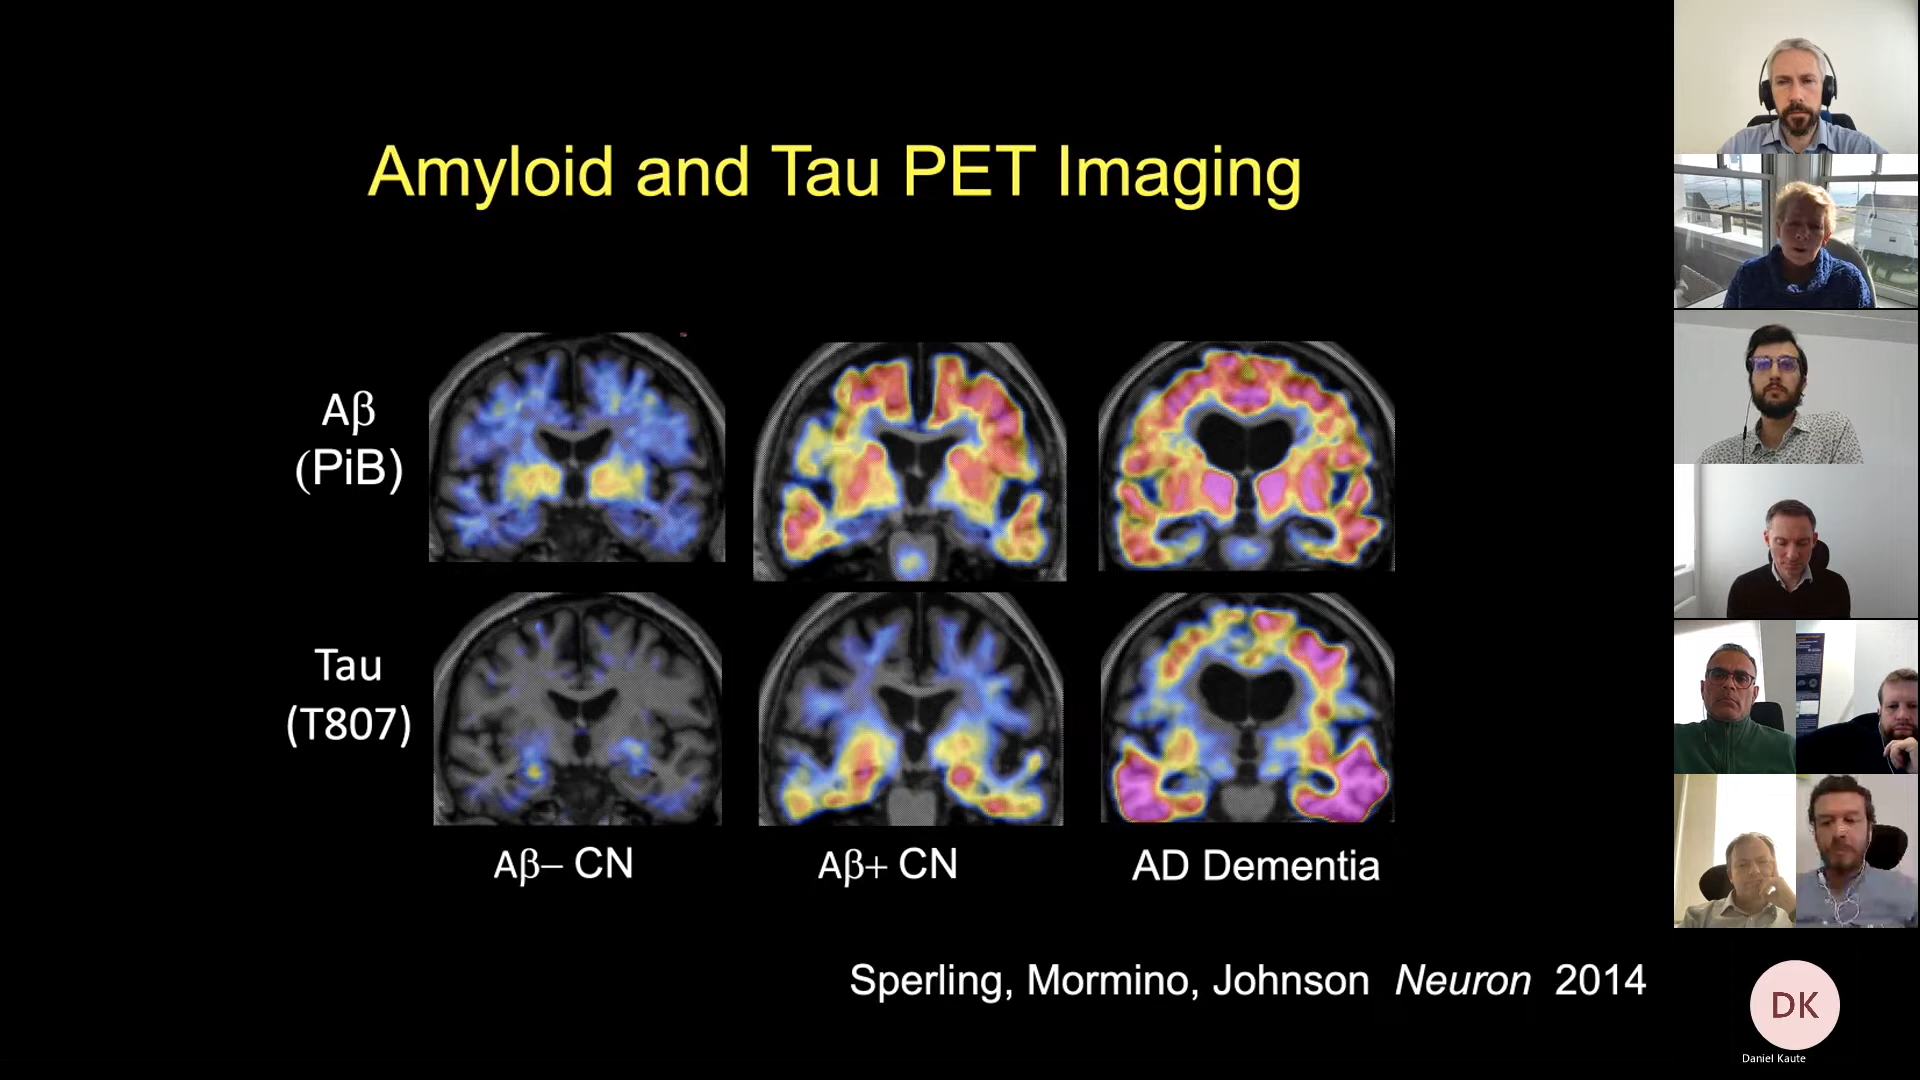 Amyloid and Tau PET Imaging
Aβ
(PiB)
Tau
(T807)
Aβ– CN
Aβ+ CN
AD Dementia
Sperling, Mormino, Johnson Neuron 2014
DK
Daniel Kaute